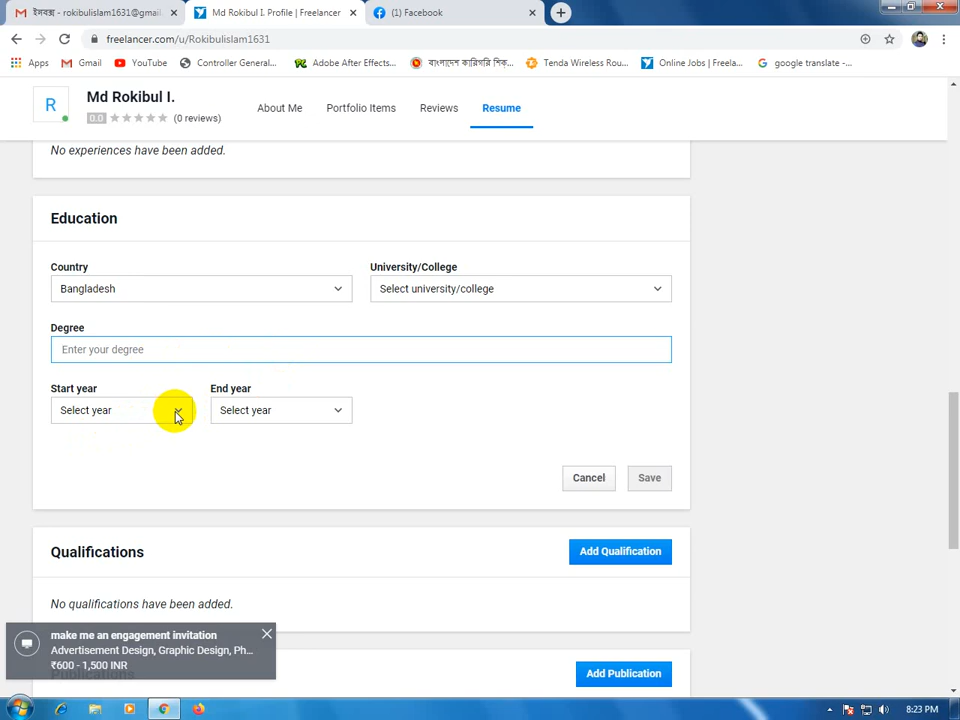 ইনবক্স - rokibulislam1631@gmail
Md Rokibul I. Profile | Freelancer
(1) Facebook
freelancer.com/u/Rokibulislam1631
Apps
Gmail
YouTube
Controller General...
Adobe After Effects...
বাংলাদেশ কারিগরি শিক্ষ...
Tenda Wireless Rou...
Online Jobs | Freela...
google translate -...
R
Md Rokibul I.
0.0
(0 reviews)
About Me
Portfolio Items
Reviews
Resume
No experiences have been added.
Education
Country
University/College
Bangladesh
Select university/college
Degree
Enter your degree
Start year
End year
Select year
Select year
Cancel
Save
Qualifications
Add Qualification
No qualifications have been added.
make me an engagement invitation
Advertisement Design, Graphic Design, Ph...
₹600 - 1,500 INR
Publications
Add Publication
8:23 PM